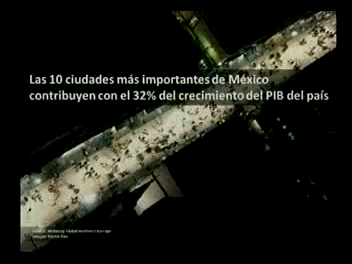 Las 10 ciudades más importantes de México
contribuyen con el 32% del crecimiento del PIB del país